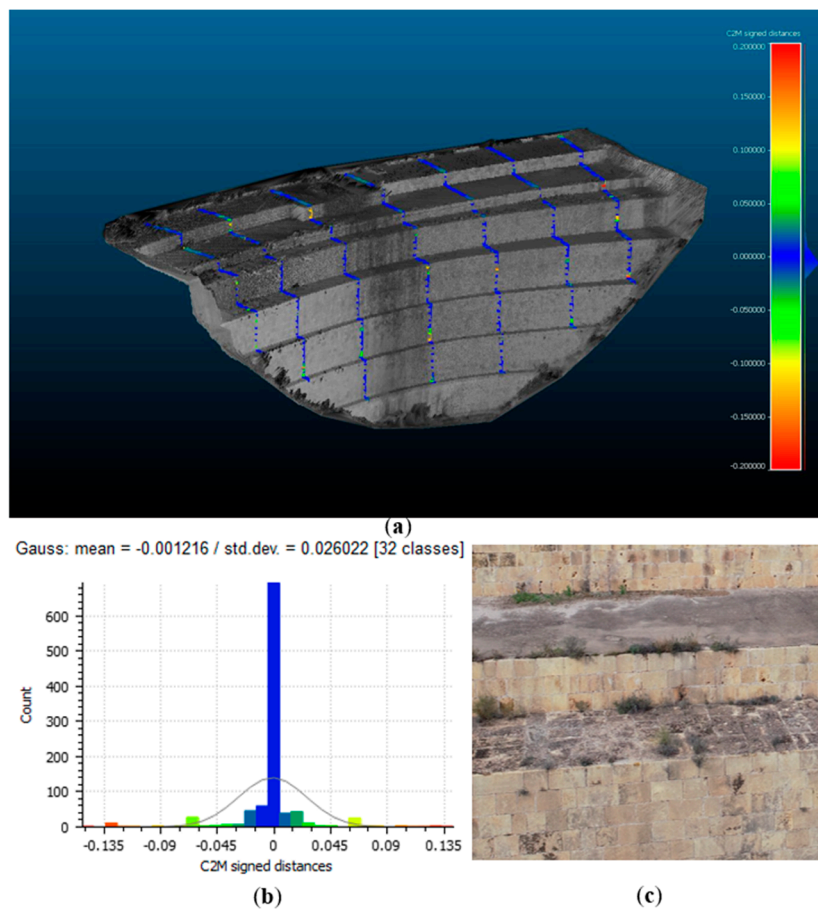 C2M signed distances
0.200000
0.150000
0.100000
0.050000
0.000000
-0.050000
-0.100000
-0.150000
-0.200000
(a)
Gauss: mean = -0.001216 / std.dev. = 0.026022 [32 classes]
Count
600
500
400
300
200
100
0
-0.135 -0.09 -0.045 0 0.045 0.09 0.135
C2M signed distances
(b)
(c)